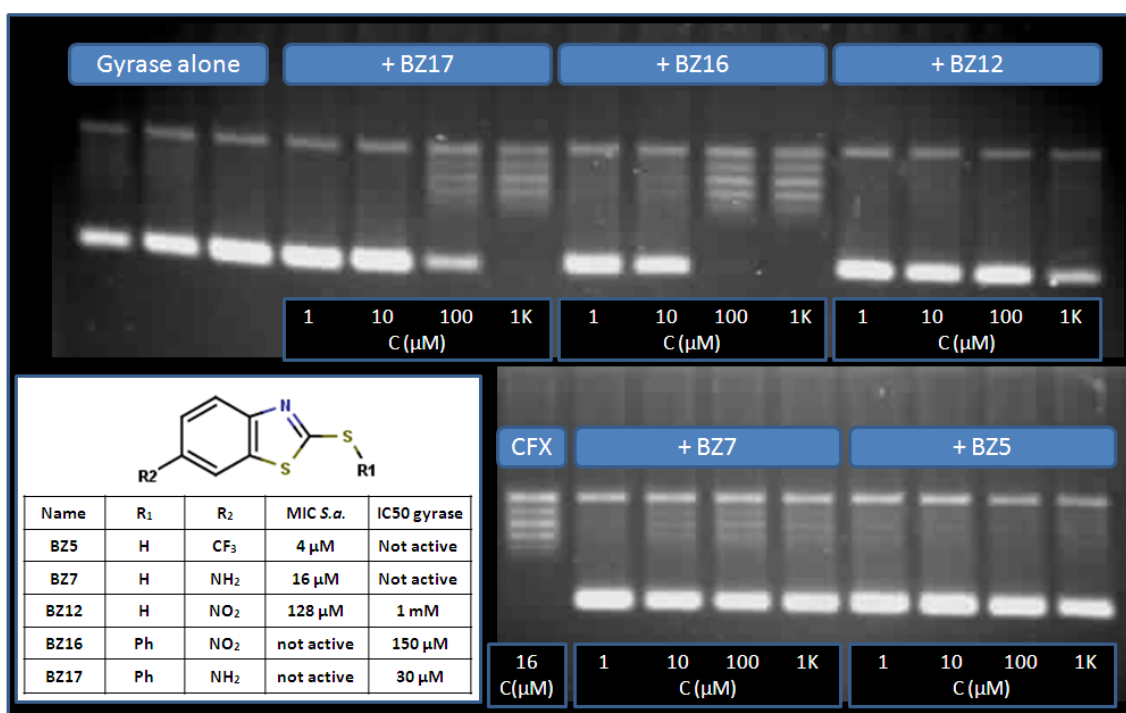 Gyrase alone + BZ17 + BZ16 + BZ12
1 10 100 1K 1 10 100 1K 1 10 100 1K
C (µM) C (µM) C (µM)
N
S
S
R2
R1
Name R₁ R₂ MIC S.a. IC50 gyrase
BZ5 H CF₃ 4 µM Not active
BZ7 H NH₂ 16 µM Not active
BZ12 H NO₂ 128 µM 1 mM
BZ16 Ph NO₂ not active 150 µM
BZ17 Ph NH₂ not active 30 µM
CFX + BZ7 + BZ5
16 1 10 100 1K 1 10 100 1K
C(µM) C (µM) C (µM)